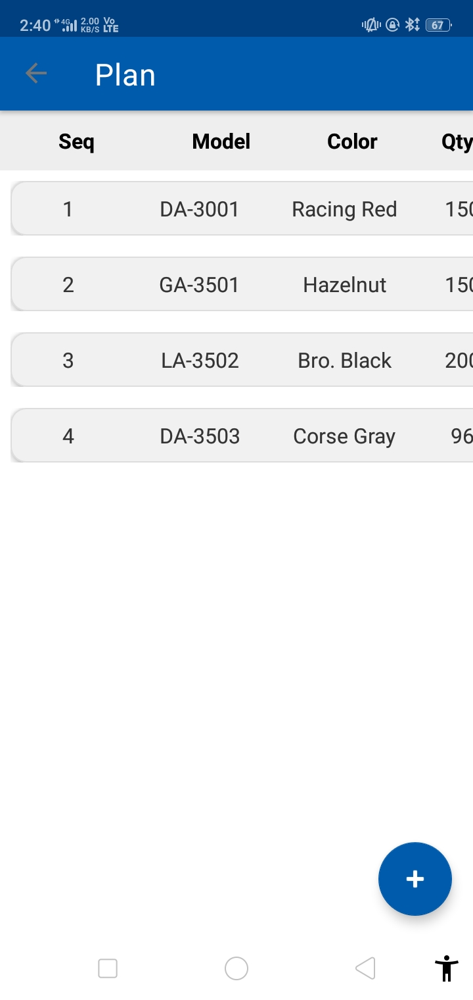 2:40 4G 2.00 KB/S Vo LTE 67
Plan
Seq Model Color Qty
1 DA-3001 Racing Red 150
2 GA-3501 Hazelnut 150
3 LA-3502 Bro. Black 200
4 DA-3503 Corse Gray 96
+